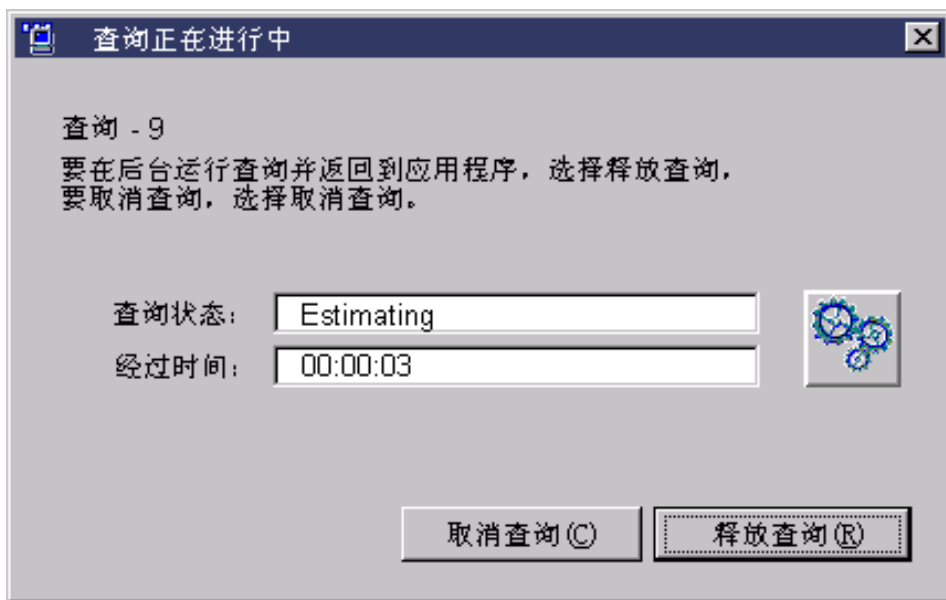 查询正在进行中
查询 - 9
要在后台运行查询并返回到应用程序，选择释放查询，
要取消查询，选择取消查询。
查询状态： Estimating
经过时间： 00:00:03
取消查询(C) 释放查询(R)